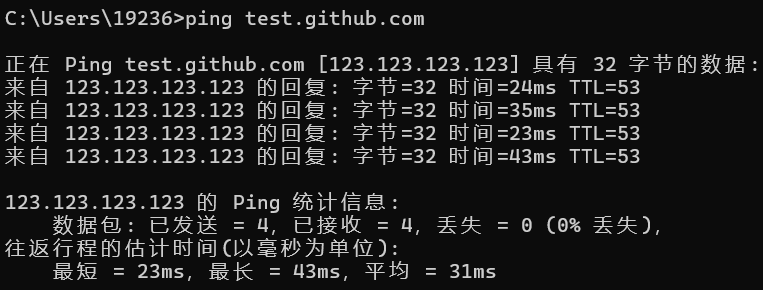 C:\Users\19236>ping test.github.com
正在 Ping test.github.com [123.123.123.123] 具有 32 字节的数据:
来自 123.123.123.123 的回复: 字节=32 时间=24ms TTL=53
来自 123.123.123.123 的回复: 字节=32 时间=35ms TTL=53
来自 123.123.123.123 的回复: 字节=32 时间=23ms TTL=53
来自 123.123.123.123 的回复: 字节=32 时间=43ms TTL=53
123.123.123.123 的 Ping 统计信息:
数据包: 已发送 = 4，已接收 = 4，丢失 = 0 (0% 丢失)，
往返行程的估计时间(以毫秒为单位):
最短 = 23ms，最长 = 43ms，平均 = 31ms